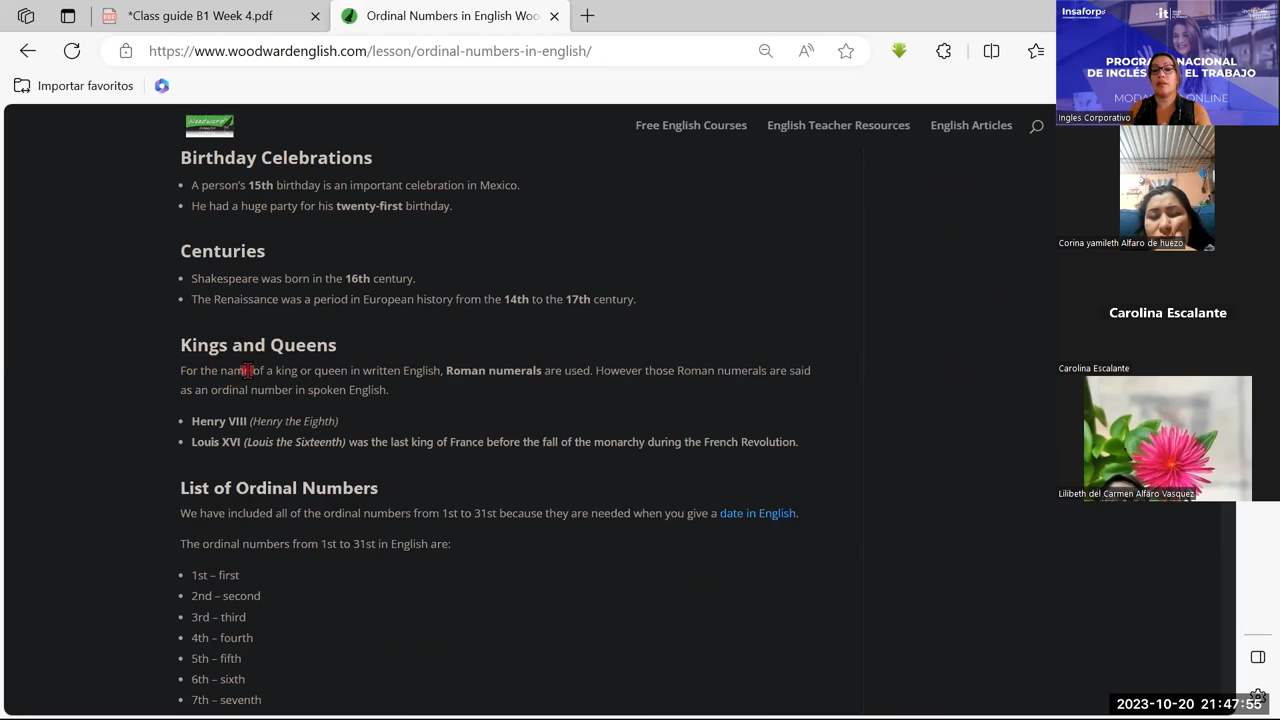 *Class guide B1 Week 4.pdf
Ordinal Numbers in English Woo
https://www.woodwardenglish.com/lesson/ordinal-numbers-in-english/
Importar favoritos
Woodward
Free English Courses
English Teacher Resources
English Articles
Birthday Celebrations
• A person's 15th birthday is an important celebration in Mexico.
• He had a huge party for his twenty-first birthday.
Centuries
• Shakespeare was born in the 16th century.
• The Renaissance was a period in European history from the 14th to the 17th century.
Kings and Queens
For the name of a king or queen in written English, Roman numerals are used. However those Roman numerals are said
as an ordinal number in spoken English.
• Henry VIII (Henry the Eighth)
• Louis XVI (Louis the Sixteenth) was the last king of France before the fall of the monarchy during the French Revolution.
List of Ordinal Numbers
We have included all of the ordinal numbers from 1st to 31st because they are needed when you give a date in English.
The ordinal numbers from 1st to 31st in English are:
• 1st – first
• 2nd – second
• 3rd – third
• 4th – fourth
• 5th – fifth
• 6th – sixth
• 7th – seventh
Insaforp
it
PROGRA NACIONAL
DE INGLÉS EL TRABAJO
MODA ONLINE
Ingles Corporativo
Corina yamileth Alfaro de huezo
Carolina Escalante
Carolina Escalante
Lilibeth del Carmen Alfaro Vasquez
2023-10-20 21:47:55